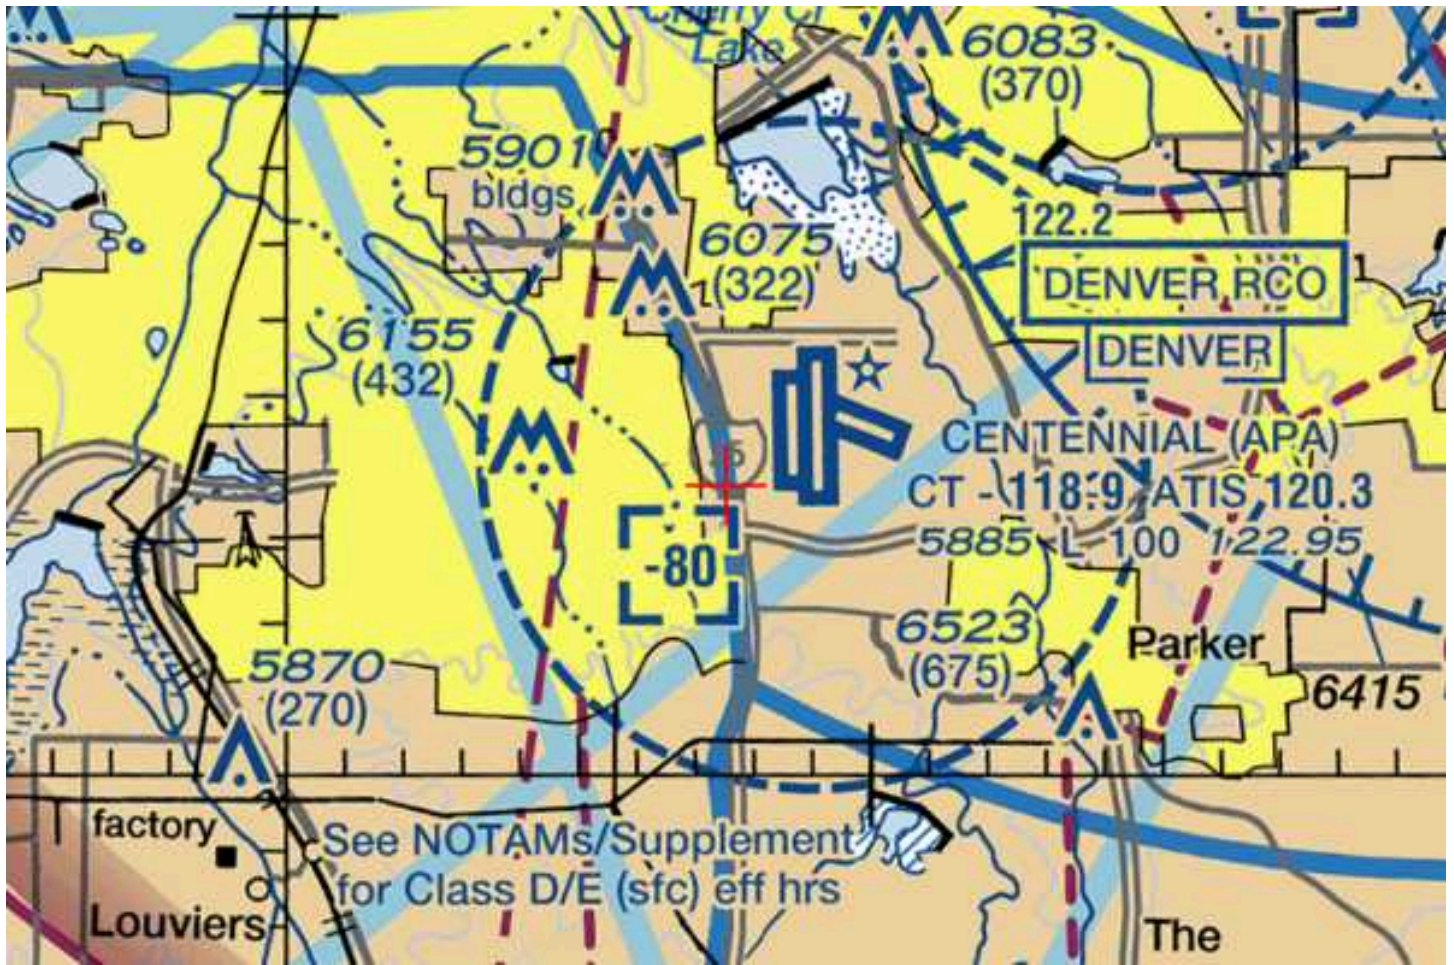 Cherry Cr
Lake
6083
(370)
5901
bldgs
122.2
6075
(322)
DENVER RCO
6155
(432)
DENVER
CENTENNIAL (APA)
CT - 118.9 ATIS 120.3
5885 L 100 122.95
-80
6523
(675)
Parker
5870
(270)
6415
factory
See NOTAMs/Supplement
for Class D/E (sfc) eff hrs
Louviers
The